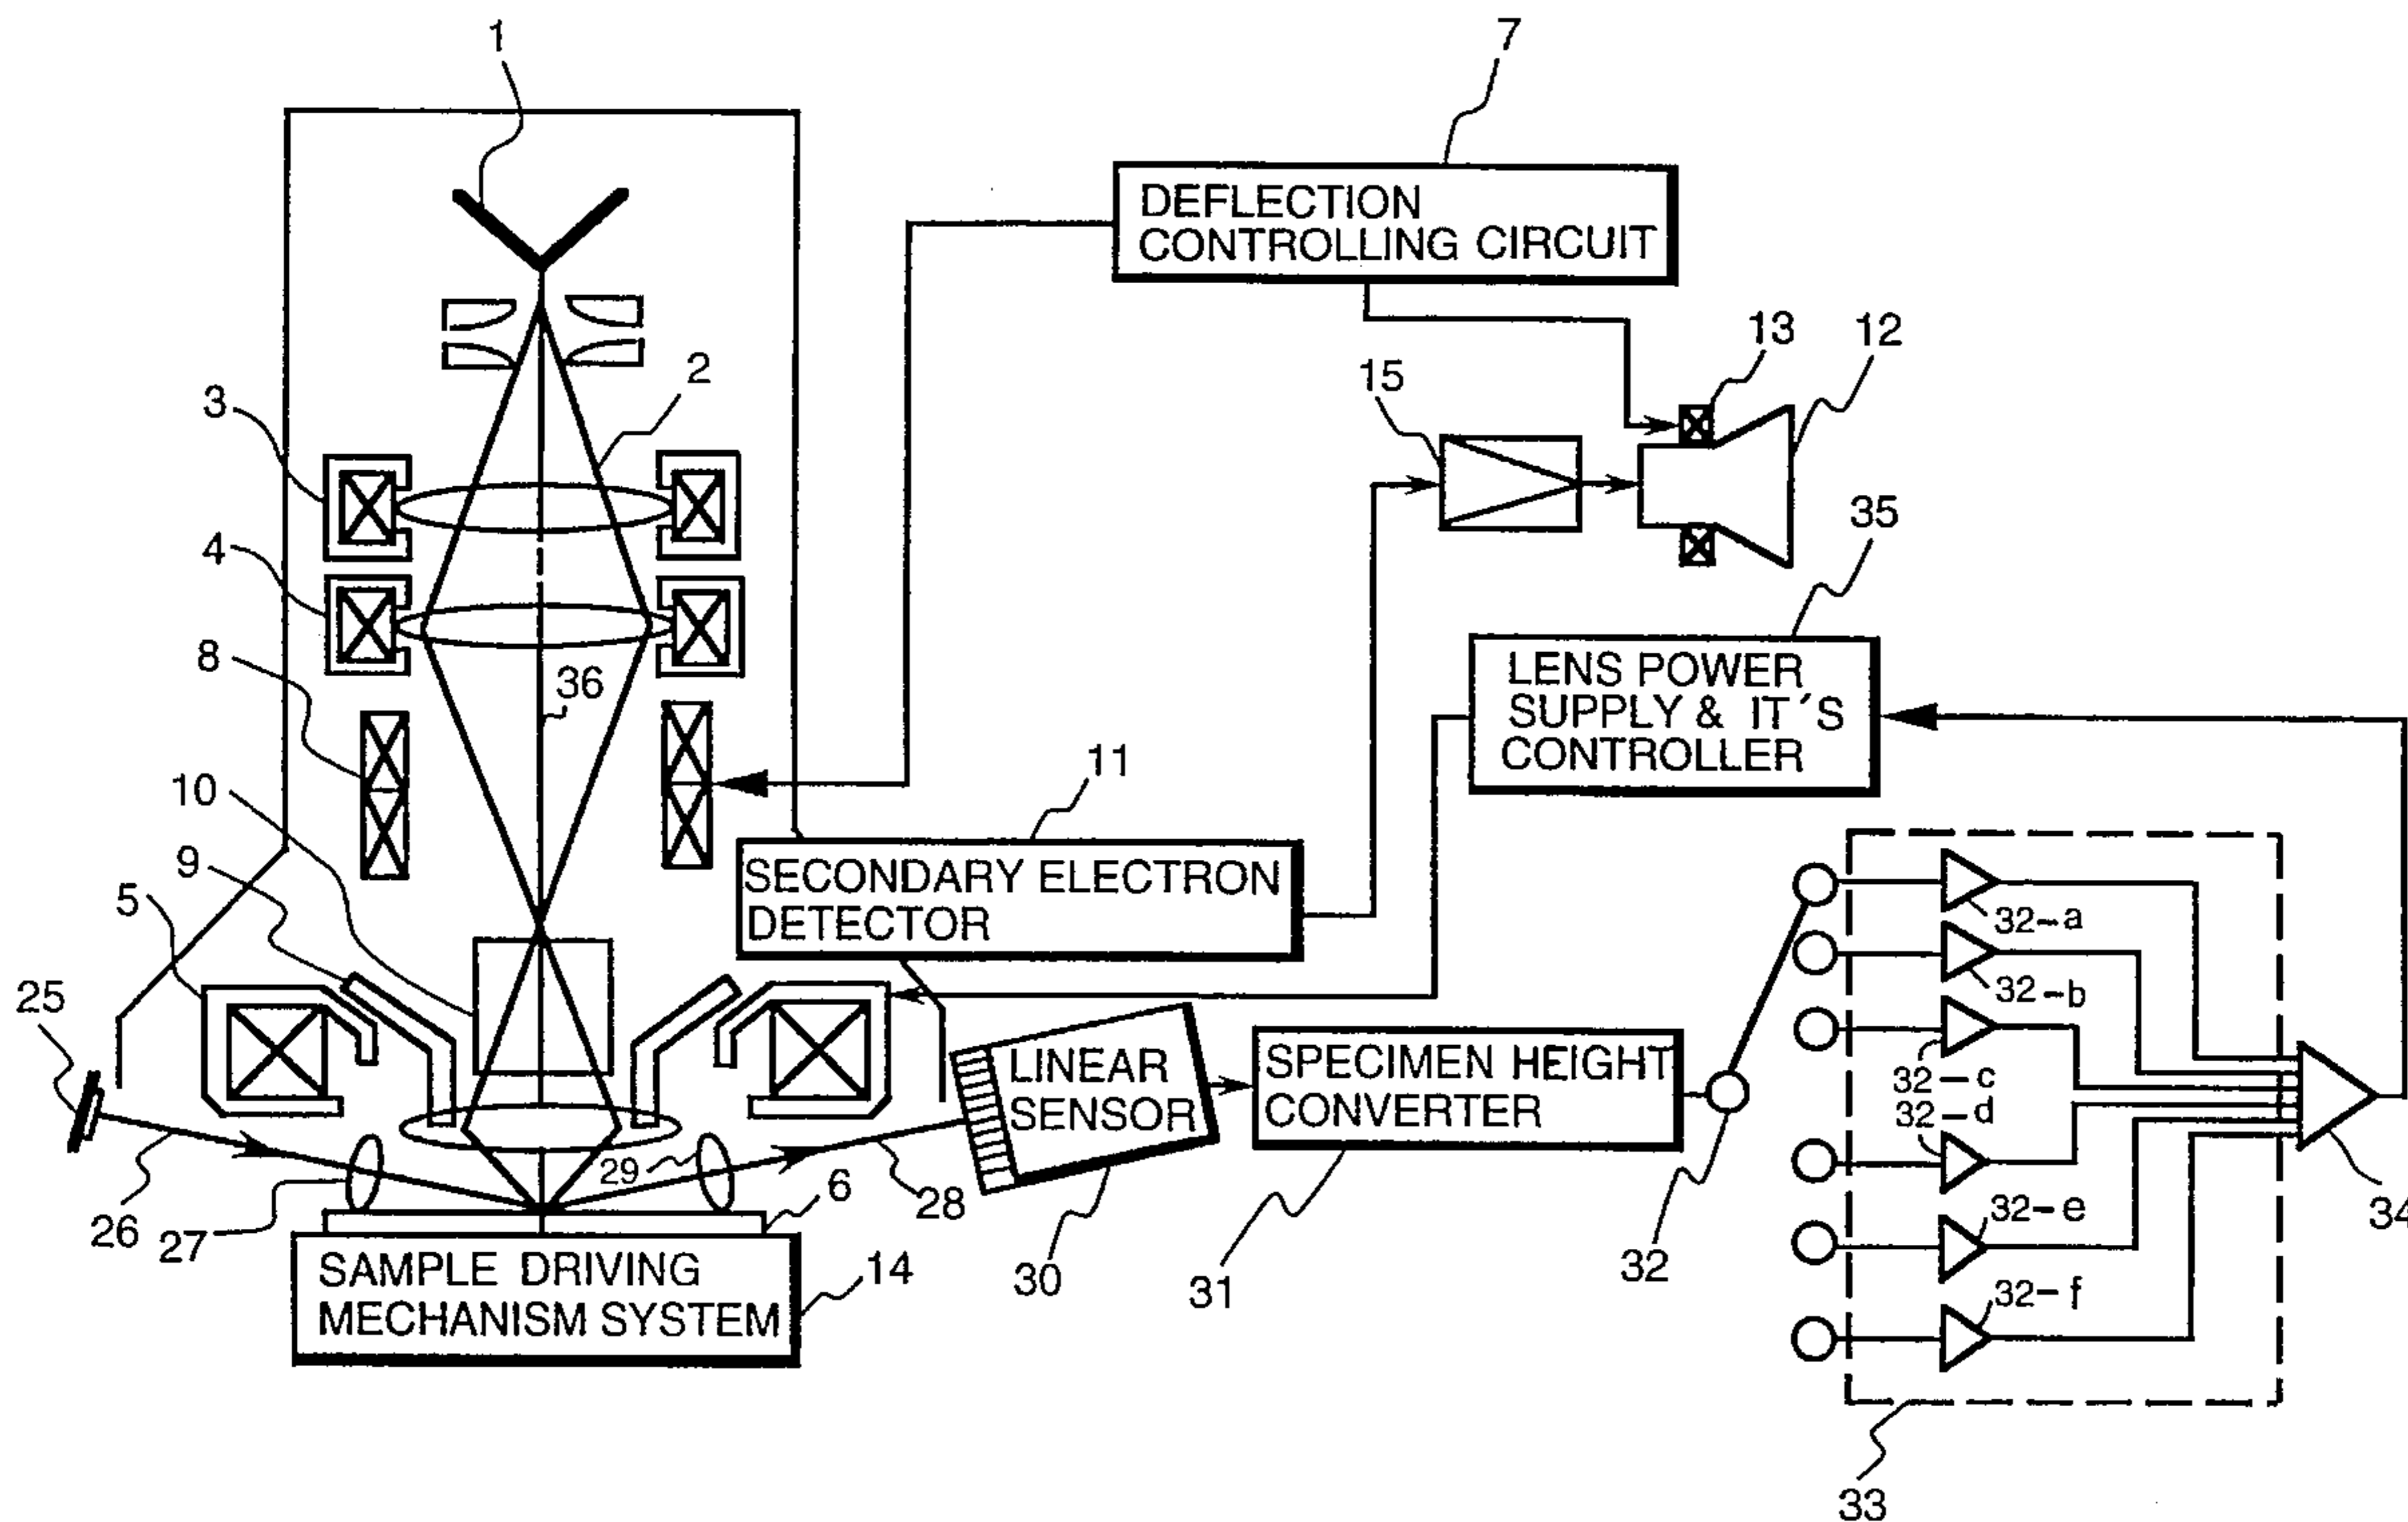 1
7
DEFLECTION
CONTROLLING CIRCUIT
13
12
15
2
3
35
4
LENS POWER
SUPPLY & IT´S
CONTROLLER
8
36
11
10
SECONDARY ELECTRON
DETECTOR
9
5
32-a
32-b
25
LINEAR
SENSOR
SPECIMEN HEIGHT
CONVERTER
32-c
32-d
29
6
26
27
28
32-e
34
SAMPLE DRIVING
MECHANISM SYSTEM
14
30
31
32
32-f
33